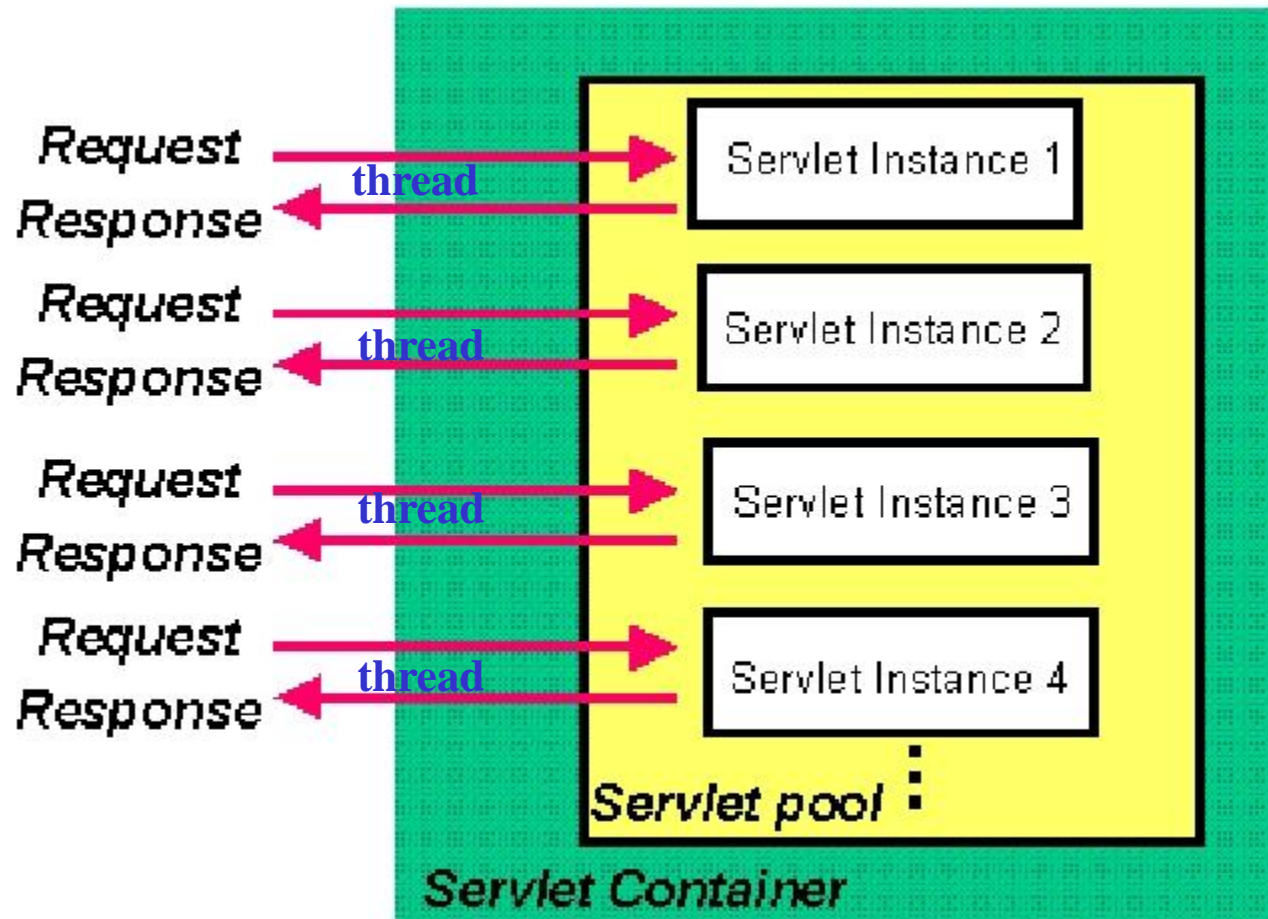 Request
thread
Response
Servlet Instance 1
Request
thread
Response
Servlet Instance 2
Request
thread
Response
Servlet Instance 3
Request
thread
Response
Servlet Instance 4
Servlet pool
Servlet Container